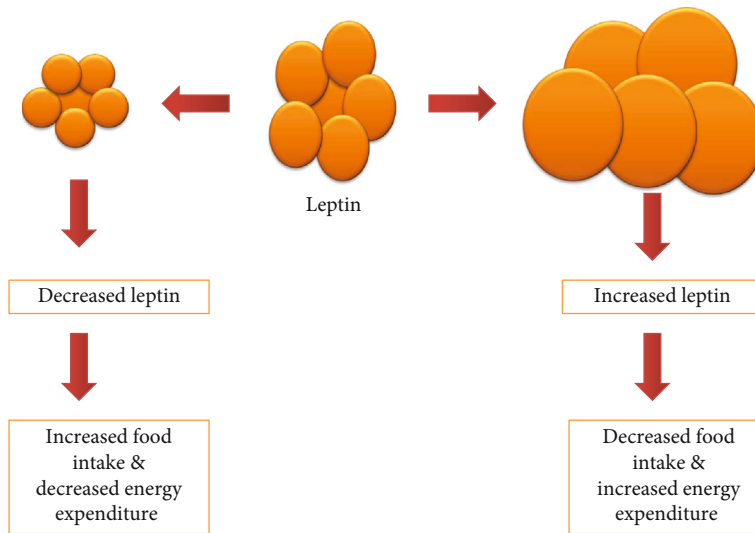 Leptin
Decreased leptin
Increased leptin
Increased food
intake &
decreased energy
expenditure
Decreased food
intake &
increased energy
expenditure